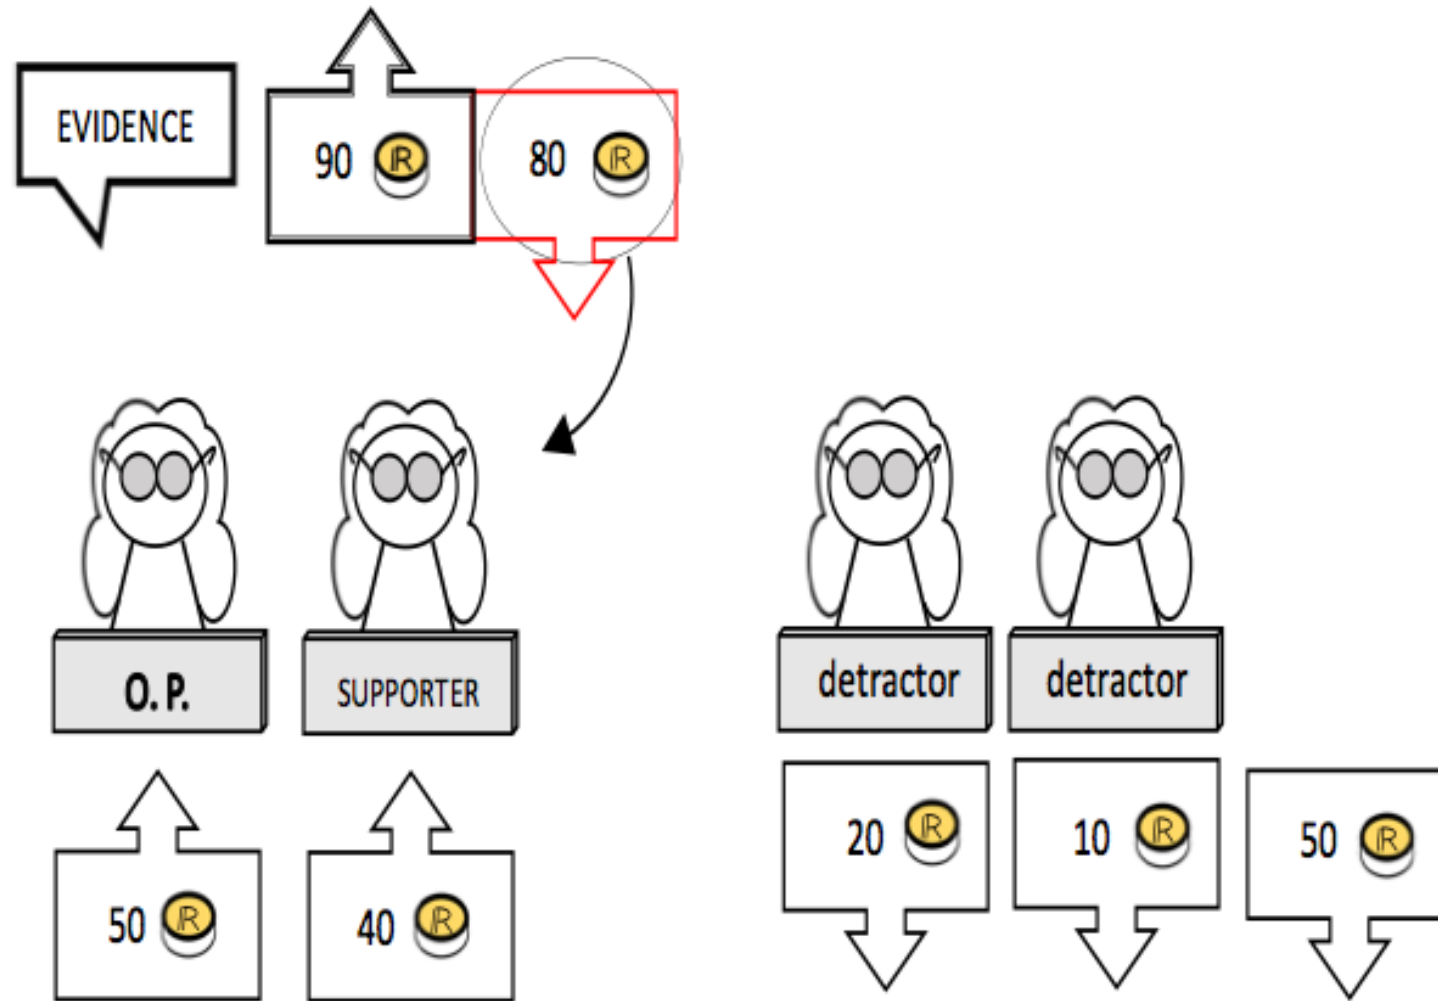 EVIDENCE
90 R
80 R
O. P.
SUPPORTER
detractor
detractor
50 R
40 R
20 R
10 R
50 R